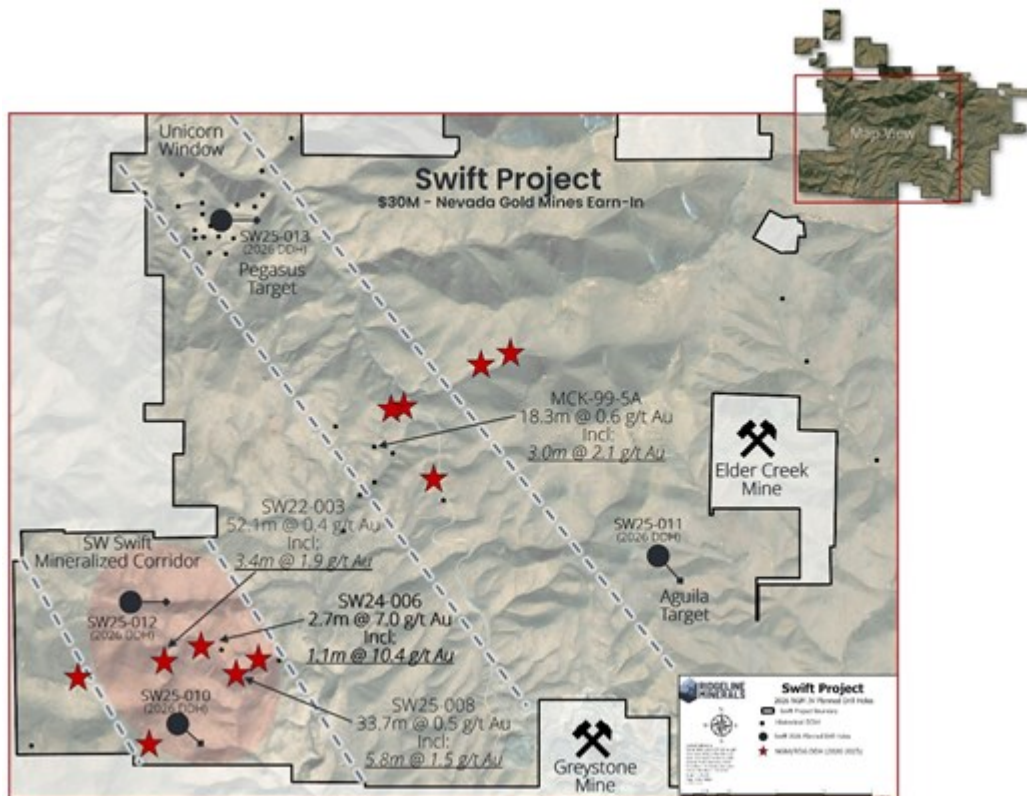 Map View
Unicorn
Window
Swift Project
$30M - Nevada Gold Mines Earn-In
SW25-013
(2026 DDH)
Pegasus
Target
MCK-99-5A
18.3m @ 0.6 g/t Au
Incl:
3.0m @ 2.1 g/t Au
Elder Creek
Mine
SW22-003
52.1m @ 0.4 g/t Au
Incl:
3.4m @ 1.9 g/t Au
SW Swift
Mineralized Corridor
SW25-011
(2026 DDH)
Aguila
Target
SW25-012
(2026 DDH)
SW24-006
2.7m @ 7.0 g/t Au
Incl:
1.1m @ 10.4 g/t Au
SW25-010
(2026 DDH)
SW25-008
33.7m @ 0.5 g/t Au
Incl:
5.8m @ 1.5 g/t Au
Greystone
Mine
RIDGELINE
MINERALS
Swift Project
Swift Project Boundary